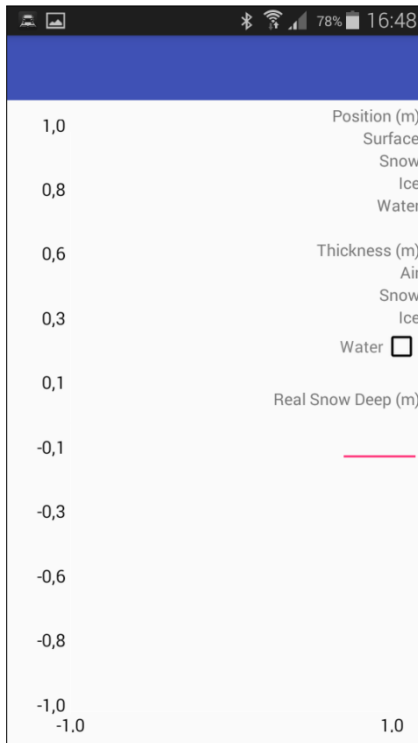 78% 16:48
1,0
Position (m)
Surface
Snow
Ice
0,8
Water
0,6
Thickness (m)
Air
Snow
0,3
Ice
Water
0,1
Real Snow Deep (m)
-0,1
-0,3
-0,6
-0,8
-1,0
-1,0 1,0